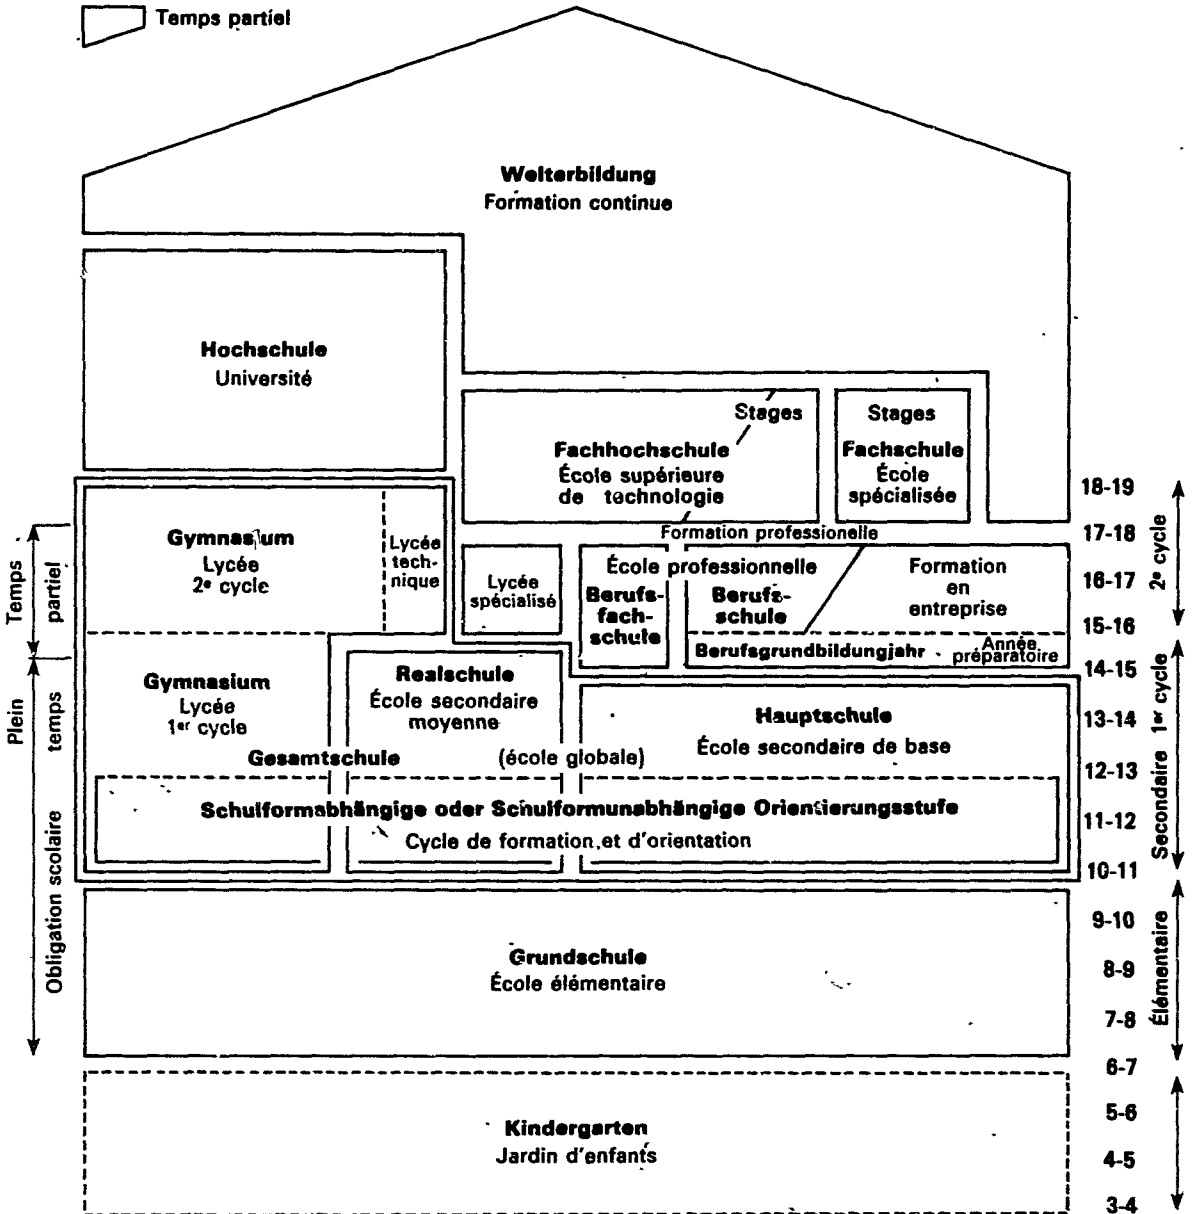 Temps partiel
Welterbildung
Formation continue
Hochschule
Université
Stages
Fachhochschule
École supérieure
de technologie
Stages
Fachschule
École
spécialisée
Formation professionelle
Gymnasium
Lycée
2e cycle
Lycée
tech-
nique
Lycée
spécialisé
École professionnelle
Berufs-
fach-
schule
Berufs-
schule
Formation
en
entreprise
Berufsgrundbildungjahr
Année
préparatoire
Gymnasium
Lycée
1er cycle
Realschule
École secondaire
moyenne
Hauptschule
École secondaire de base
Gesamtschule (école globale)
Schulformabhängige oder Schulformunabhängige Orientierungsstufe
Cycle de formation et d'orientation
Grundschule
École élémentaire
Kindergarten
Jardin d'enfants
Temps
partiel
Plein
temps
Obligation scolaire
18-19
17-18
16-17
15-16
14-15
13-14
12-13
11-12
10-11
9-10
8-9
7-8
6-7
5-6
4-5
3-4
2e cycle
Secondaire 1er cycle
Élémentaire